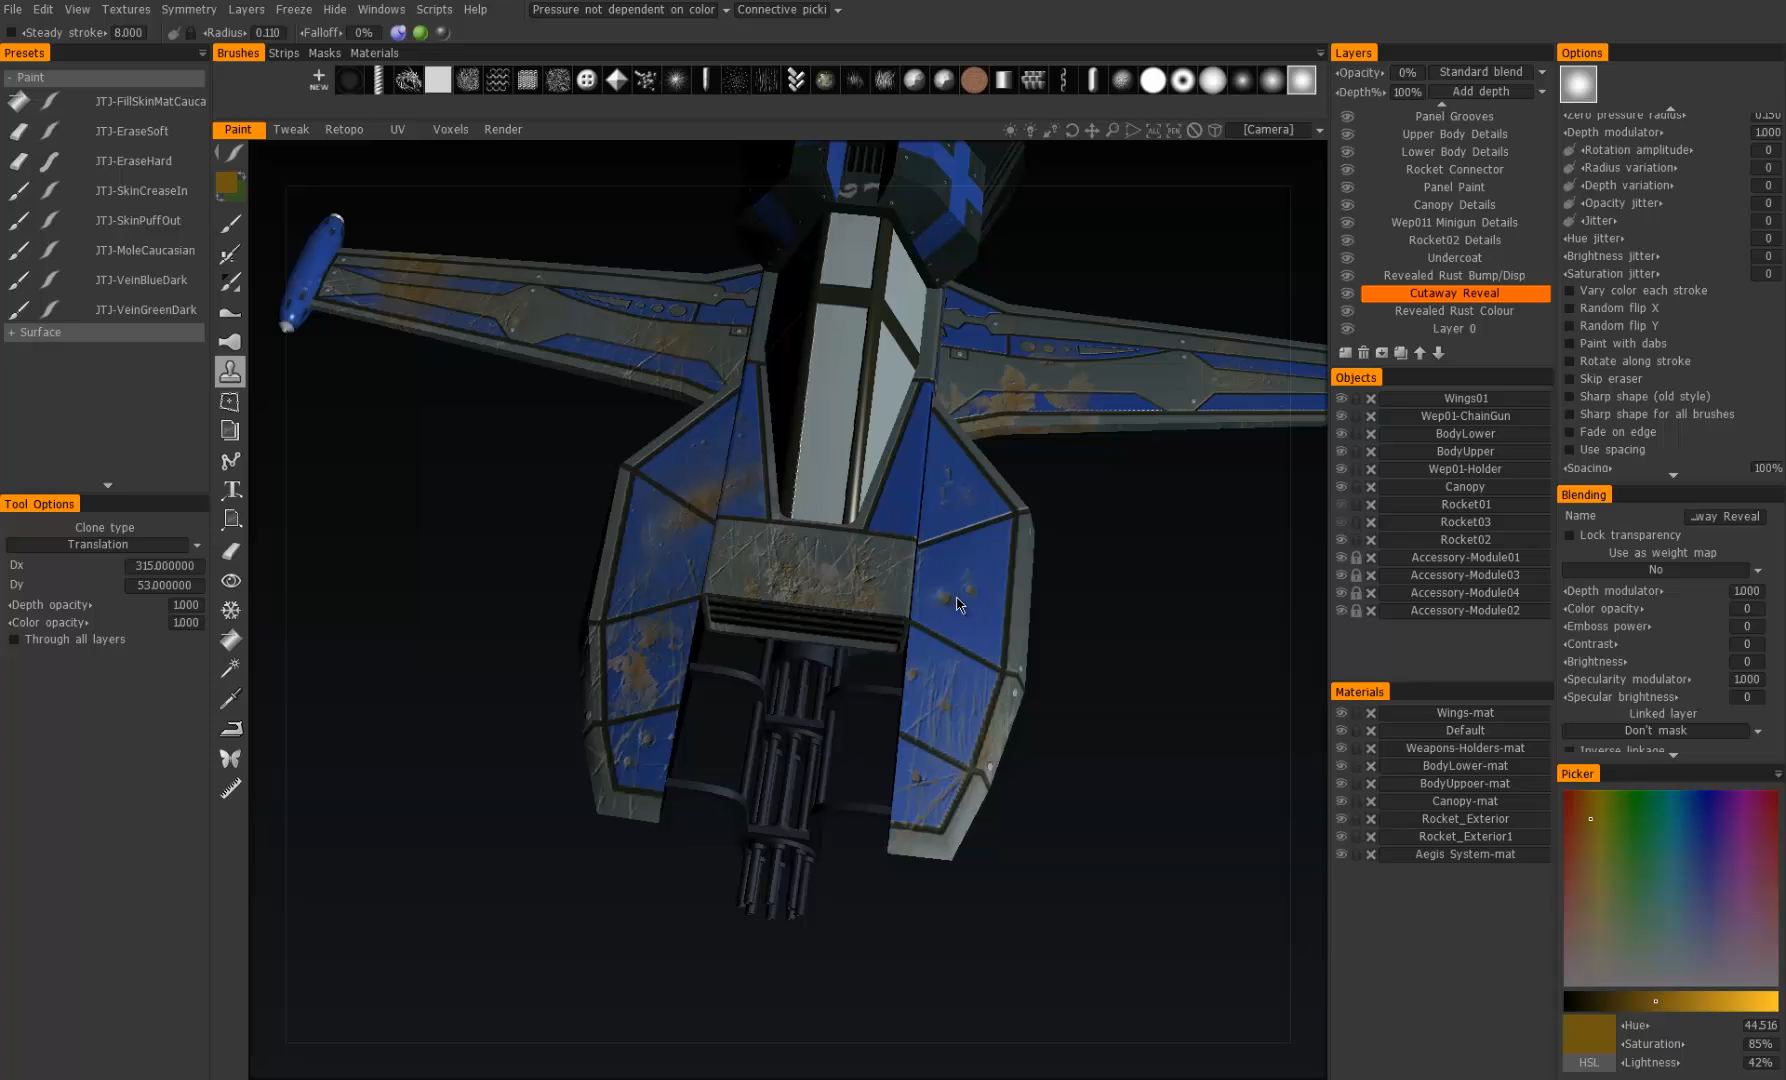 File Edit View Textures Symmetry Layers Freeze Hide Windows Scripts Help Pressure not dependent on color Connective picki
Steady stroke 8.000 Radius 0.110 Falloff 0%
Presets
Brushes Strips Masks Materials
Layers
Options
- Paint
JTJ-FillSkinMatCauca
JTJ-EraseSoft
JTJ-EraseHard
JTJ-SkinCreaseIn
JTJ-SkinPuffOut
JTJ-MoleCaucasian
JTJ-VeinBlueDark
JTJ-VeinGreenDark
+ Surface
NEW
Paint Tweak Retopo UV Voxels Render
[Camera]
Tool Options
Clone type
Translation
Dx 315.000000
Dy 53.000000
Depth opacity 1.000
Color opacity 1.000
Through all layers
Opacity 0% Standard blend
Depth% 100% Add depth
Panel Grooves
Upper Body Details
Lower Body Details
Rocket Connector
Panel Paint
Canopy Details
Wep011 Minigun Details
Rocket02 Details
Undercoat
Revealed Rust Bump/Disp
Cutaway Reveal
Revealed Rust Colour
Layer 0
Objects
Wings01
Wep01-ChainGun
BodyLower
BodyUpper
Wep01-Holder
Canopy
Rocket01
Rocket03
Rocket02
Accessory-Module01
Accessory-Module03
Accessory-Module04
Accessory-Module02
Materials
Wings-mat
Default
Weapons-Holders-mat
BodyLower-mat
BodyUppoer-mat
Canopy-mat
Rocket_Exterior
Rocket_Exterior1
Aegis System-mat
Zero pressure radius 0.150
Depth modulator 1.000
Rotation amplitude 0
Radius variation 0
Depth variation 0
Opacity jitter 0
Jitter 0
Hue jitter 0
Brightness jitter 0
Saturation jitter 0
Vary color each stroke
Random flip X
Random flip Y
Paint with dabs
Rotate along stroke
Skip eraser
Sharp shape (old style)
Sharp shape for all brushes
Fade on edge
Use spacing
Spacing 100%
Blending
Name ...way Reveal
Lock transparency
Use as weight map
No
Depth modulator 1.000
Color opacity 0
Emboss power 0
Contrast 0
Brightness 0
Specularity modulator 1.000
Specular brightness 0
Linked layer
Don't mask
Inverse linkage
Picker
Hue 44.516
Saturation 85%
HSL Lightness 42%